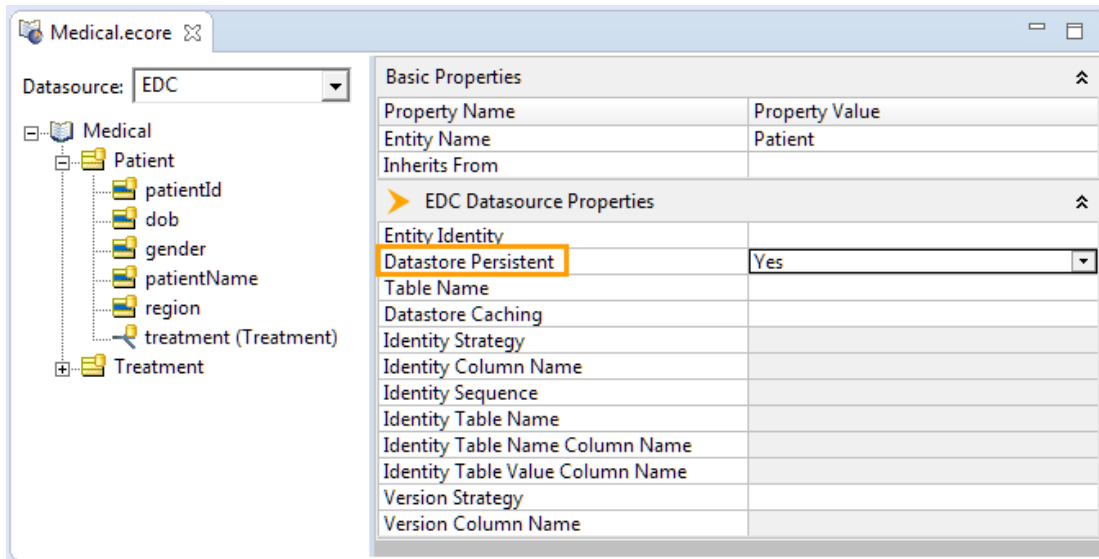 Medical.ecore
Datasource: EDC
Medical
Patient
patientId
dob
gender
patientName
region
treatment (Treatment)
Treatment
Basic Properties
Property Name Property Value
Entity Name Patient
Inherits From
EDC Datasource Properties
Entity Identity
Datastore Persistent Yes
Table Name
Datastore Caching
Identity Strategy
Identity Column Name
Identity Sequence
Identity Table Name
Identity Table Name Column Name
Identity Table Value Column Name
Version Strategy
Version Column Name